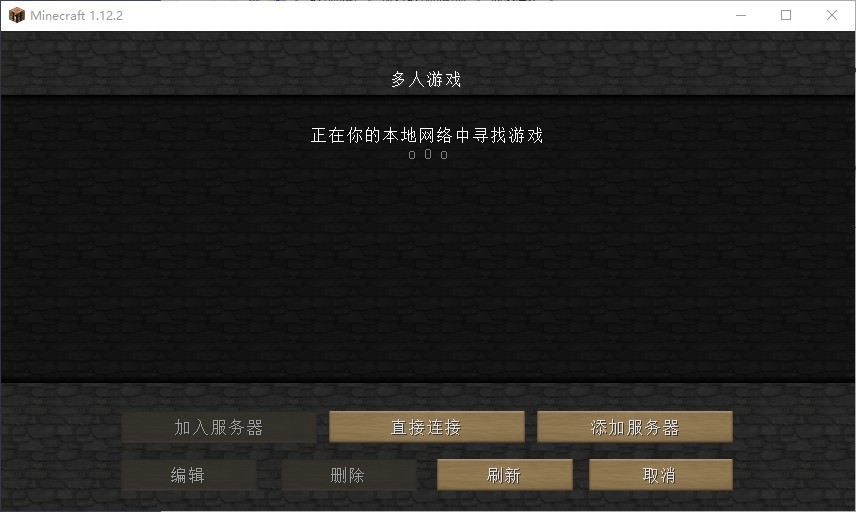 Minecraft 1.12.2
多人游戏
正在你的本地网络中寻找游戏
o O o
加入服务器 直接连接 添加服务器
编辑 删除 刷新 取消